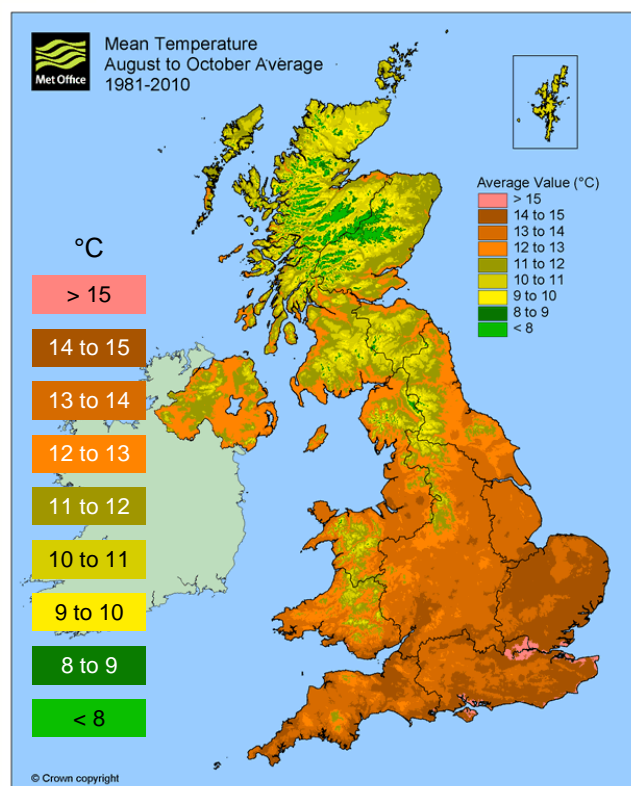 Met Office
Mean Temperature
August to October Average
1981-2010
Average Value (°C)
> 15
14 to 15
13 to 14
12 to 13
11 to 12
10 to 11
9 to 10
8 to 9
< 8
°C
> 15
14 to 15
13 to 14
12 to 13
11 to 12
10 to 11
9 to 10
8 to 9
< 8
© Crown copyright